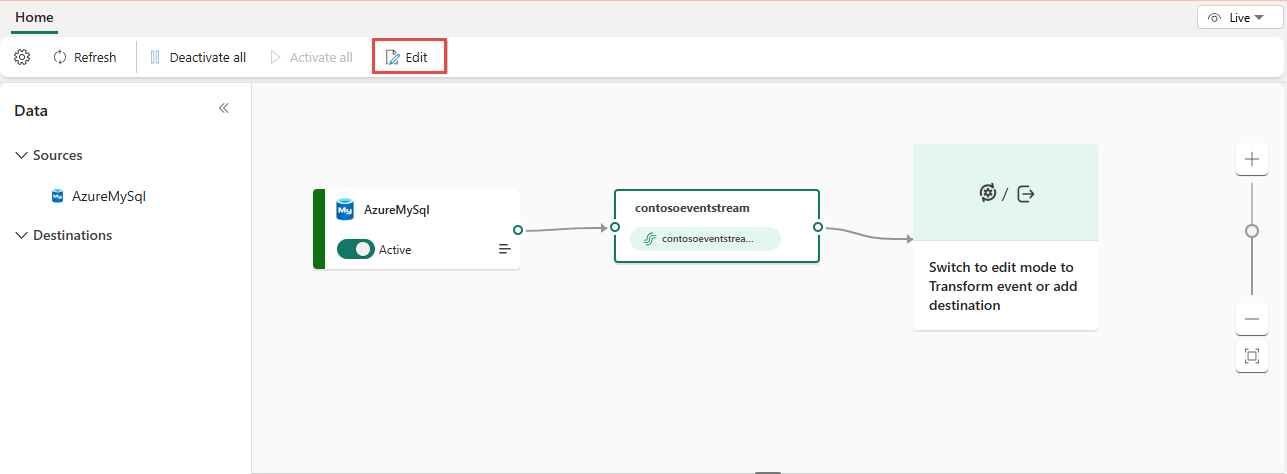 Home
Live
Refresh
Deactivate all
Activate all
Edit
Data
Sources
AzureMySql
Destinations
My
AzureMySql
Active
contosoeventstream
contosoeventstrea...
/
Switch to edit mode to
Transform event or add
destination